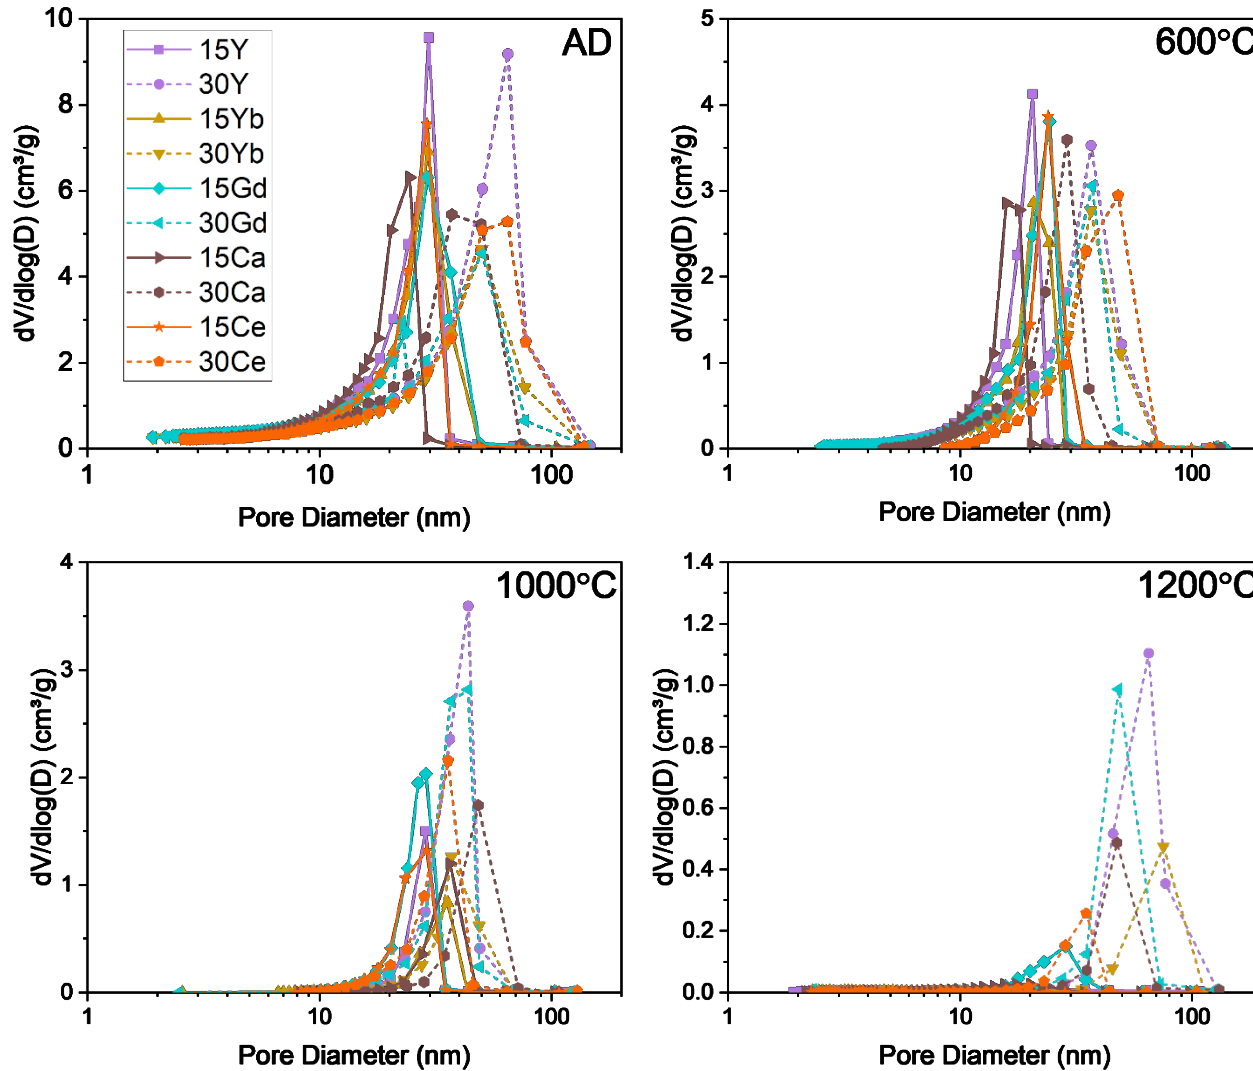 AD
10
8
6
4
2
0
dV/dlog(D) (cm³/g)
15Y
30Y
15Yb
30Yb
15Gd
30Gd
15Ca
30Ca
15Ce
30Ce
1 10 100
Pore Diameter (nm)
600°C
5
4
3
2
1
0
dV/dlog(D) (cm³/g)
1 10 100
Pore Diameter (nm)
1000°C
4
3
2
1
0
dV/dlog(D) (cm³/g)
1 10 100
Pore Diameter (nm)
1200°C
1.4
1.2
1.0
0.8
0.6
0.4
0.2
0.0
dV/dlog(D) (cm³/g)
1 10 100
Pore Diameter (nm)